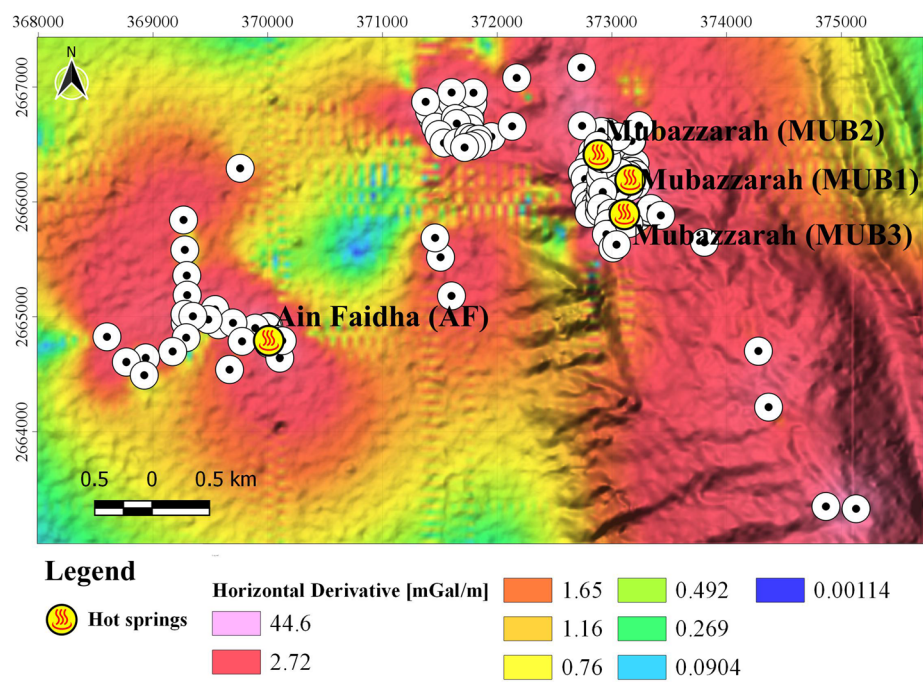 368000 369000 370000 371000 372000 373000 374000 375000
N
2667000
2666000
2665000
2664000
Mubazzarah (MUB2)
Mubazzarah (MUB1)
Mubazzarah (MUB3)
Ain Faidha (AF)
0.5 0 0.5 km
Legend
Hot springs
Horizontal Derivative [mGal/m]
44.6
2.72
1.65
1.16
0.76
0.492
0.269
0.0904
0.00114